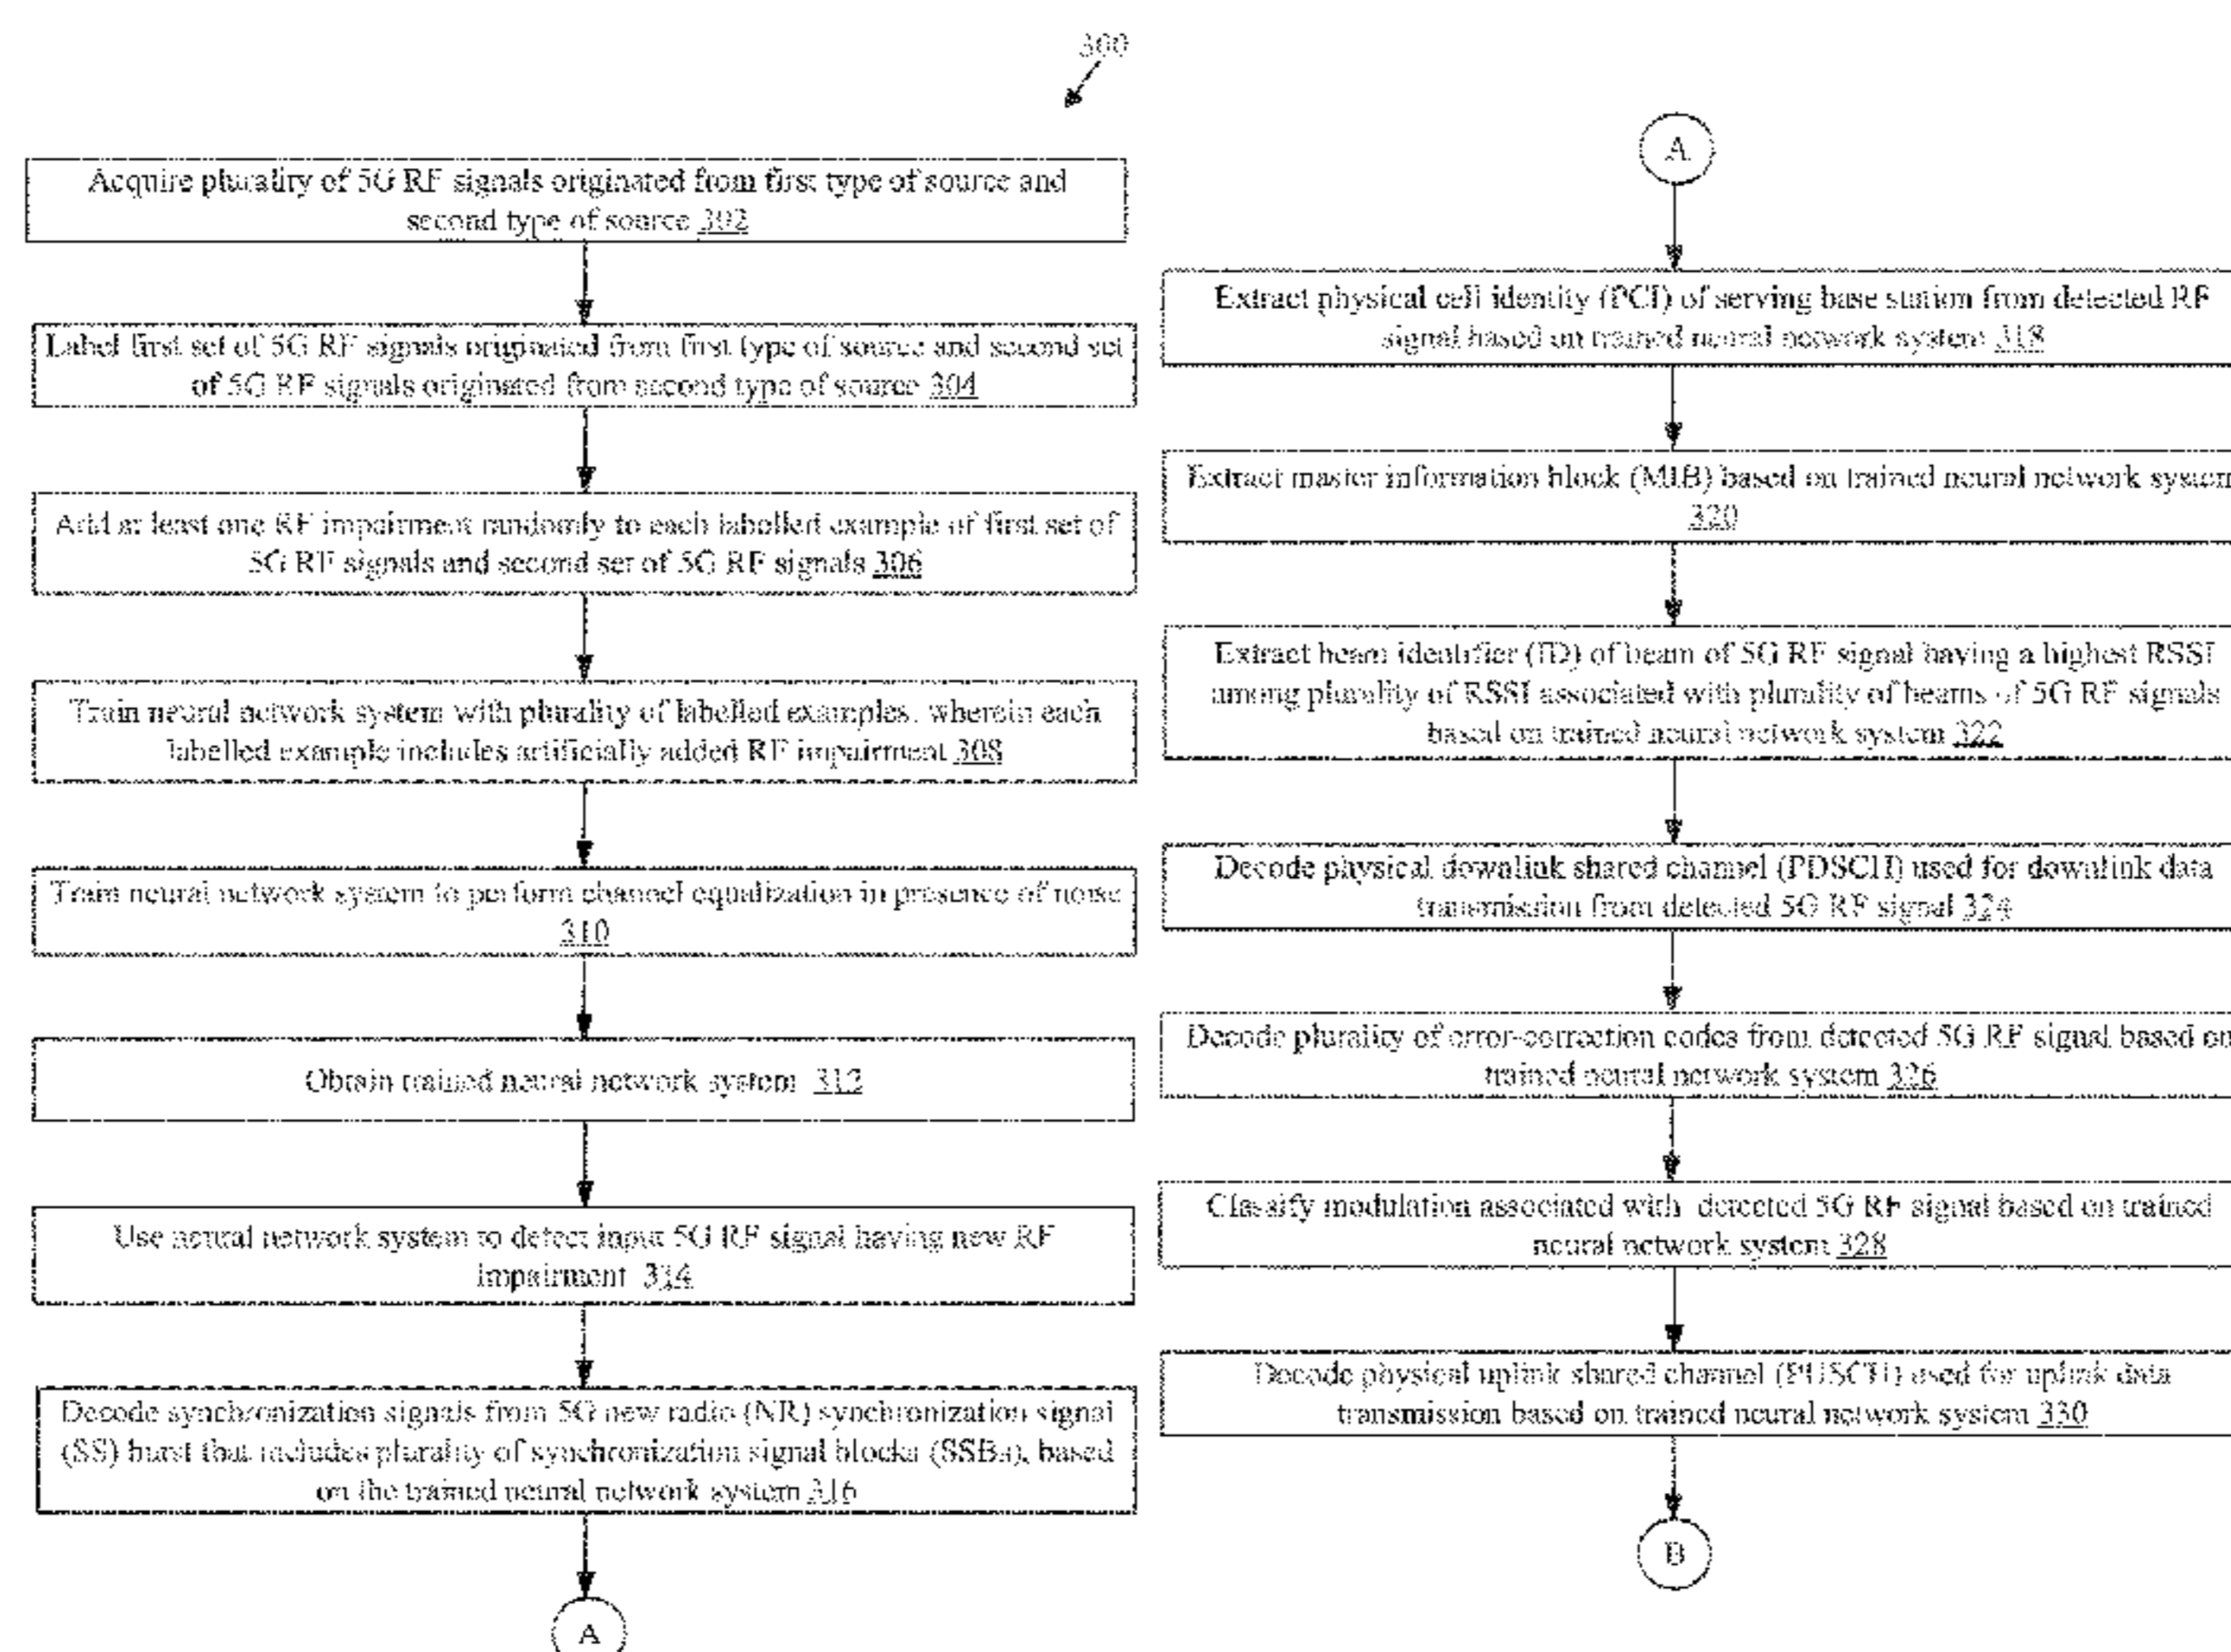 300
Acquire plurality of 5G RF signals originated from first type of source and
second type of source 302
Label first set of 5G RF signals originated from first type of source and second set
of 5G RF signals originated from second type of source 304
Add at least one RF impairment randomly to each labelled example of first set of
5G RF signals and second set of 5G RF signals 306
Train neural network system with plurality of labelled examples, wherein each
labelled example includes artificially added RF impairment 308
Train neural network system to perform channel equalization in presence of noise
310
Obtain trained neural network system 312
Use neural network system to detect input 5G RF signal having new RF
impairment 314
Decode synchronization signals from 5G new radio (NR) synchronization signal
(SS) burst that includes plurality of synchronization signal blocks (SSBs), based
on the trained neural network system 316
A
A
Extract physical cell identity (PCI) of serving base station from detected RF
signal based on trained neural network system 318
Extract master information block (MIB) based on trained neural network system
320
Extract beam identifier (ID) of beam of 5G RF signal having a highest RSSI
among plurality of RSSI associated with plurality of beams of 5G RF signals
based on trained neural network system 322
Decode physical downlink shared channel (PDSCH) used for downlink data
transmission from detected 5G RF signal 324
Decode plurality of error-correction codes from detected 5G RF signal based on
trained neural network system 326
Classify modulation associated with detected 5G RF signal based on trained
neural network system 328
Decode physical uplink shared channel (PUSCH) used for uplink data
transmission based on trained neural network system 330
B